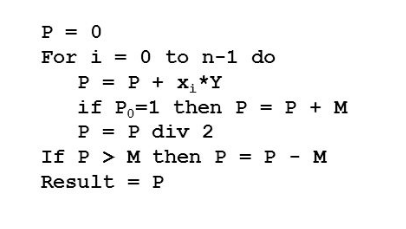 P = 0
For i = 0 to n-1 do
P = P + xᵢ*Y
if P₀=1 then P = P + M
P = P div 2
If P > M then P = P - M
Result = P